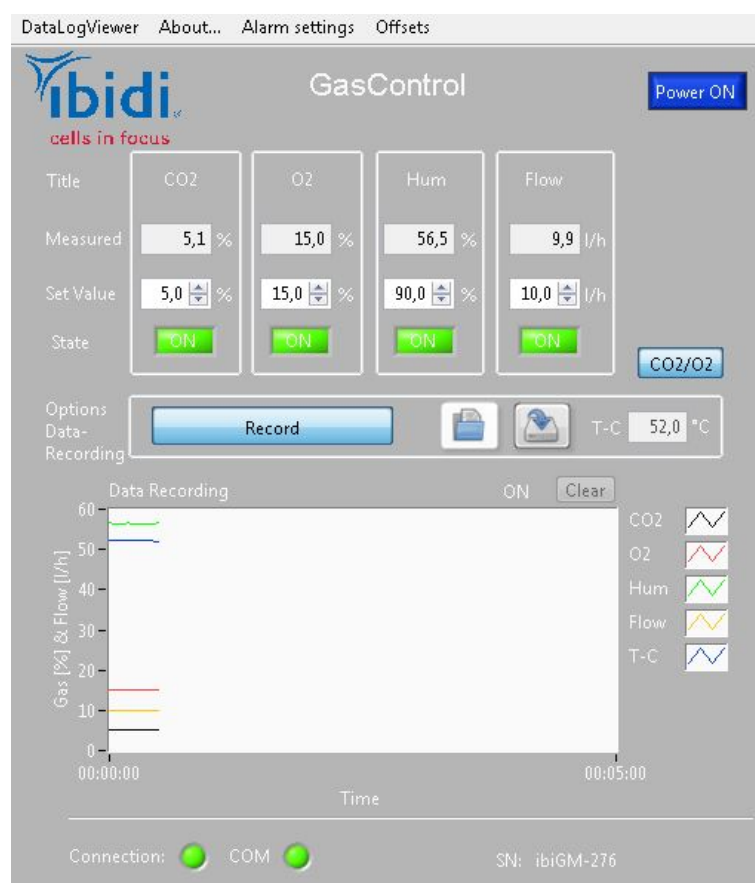 DataLogViewer About... Alarm settings Offsets
ibidi
cells in focus
GasControl
Power ON
Title CO2 O2 Hum Flow
Measured 5,1 % 15,0 % 56,5 % 9,9 l/h
Set Value 5,0 % 15,0 % 90,0 % 10,0 l/h
State ON ON ON ON
CO2/O2
Options
Data-
Recording
Record
T-C 52,0 °C
Data Recording ON Clear
Gas [%] & Flow [l/h]
60
50
40
30
20
10
0
00:00:00 00:05:00
Time
CO2
O2
Hum
Flow
T-C
Connection: COM SN: ibiGM-276